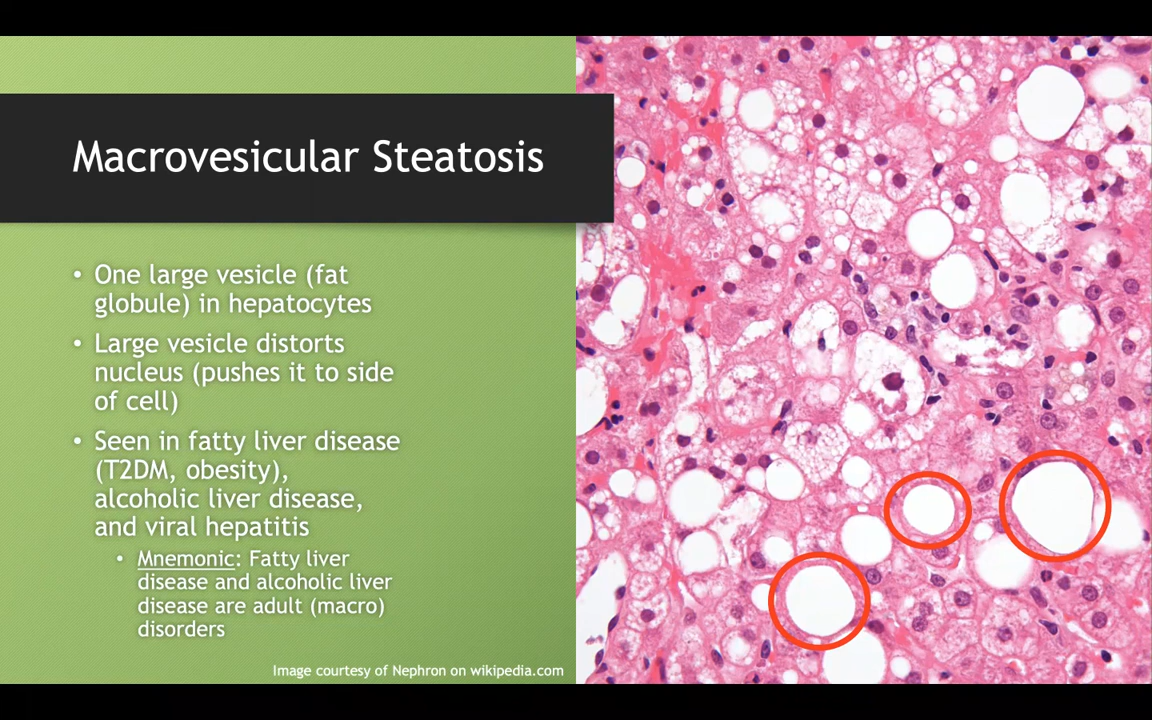 Macrovesicular Steatosis
• One large vesicle (fat
globule) in hepatocytes
• Large vesicle distorts
nucleus (pushes it to side
of cell)
• Seen in fatty liver disease
(T2DM, obesity),
alcoholic liver disease,
and viral hepatitis
• Mnemonic: Fatty liver
disease and alcoholic liver
disease are adult (macro)
disorders
Image courtesy of Nephron on wikipedia.com